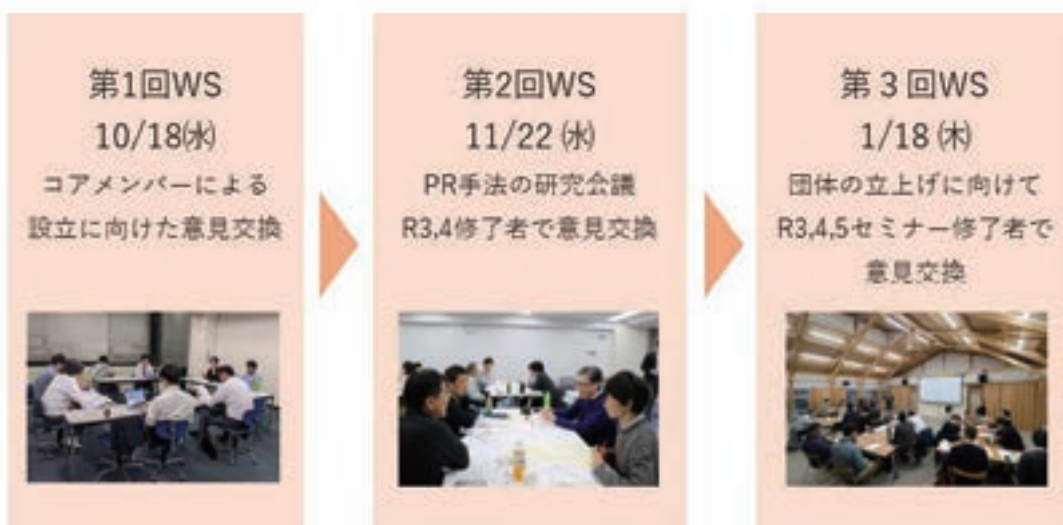 第1回WS
10/18㈬
コアメンバーによる
設立に向けた意見交換
第2回WS
11/22 ㈬
PR手法の研究会議
R3,4修了者で意見交換
第３回WS
1/18 ㈭
団体の立上げに向けて
R3,4,5セミナー修了者で
意見交換